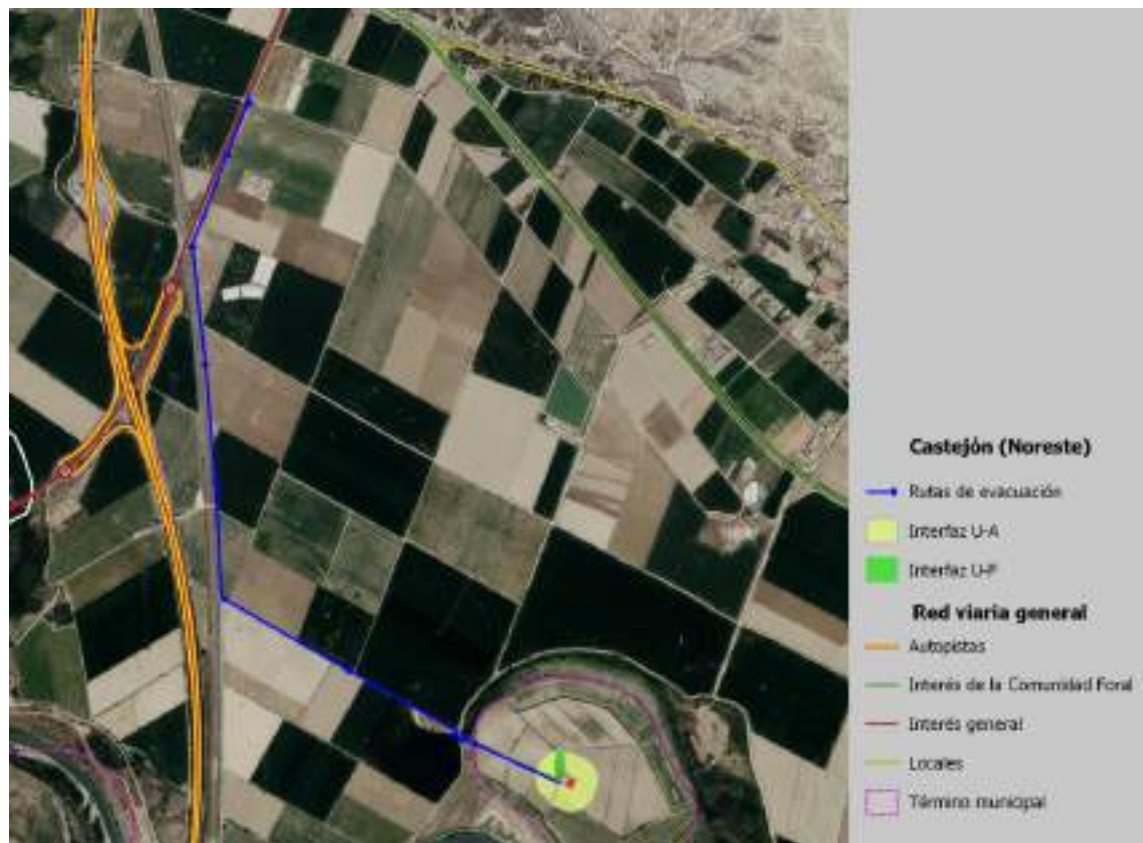 Castejón (Noreste)
Rutas de evacuación
Interfaz U-A
Interfaz U-F
Red viaria general
Autopistas
Interés de la Comunidad Foral
Interés general
Locales
Término municipal